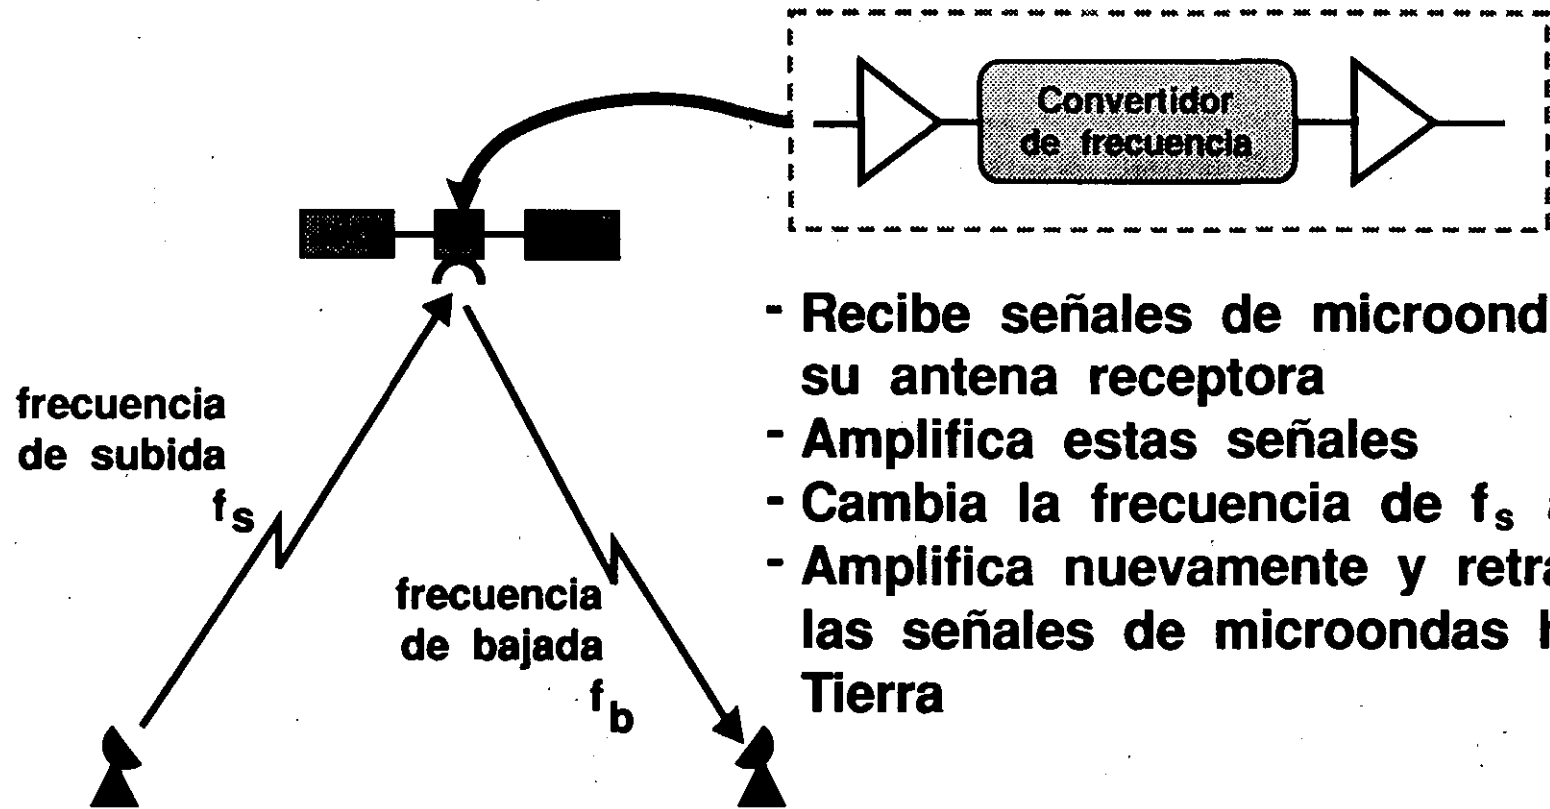 Convertidor
de frecuencia
- Recibe señales de microond
su antena receptora
- Amplifica estas señales
- Cambia la frecuencia de fs
- Amplifica nuevamente y retra
las señales de microondas h
Tierra
frecuencia
de subida
fs
frecuencia
de bajada
fb